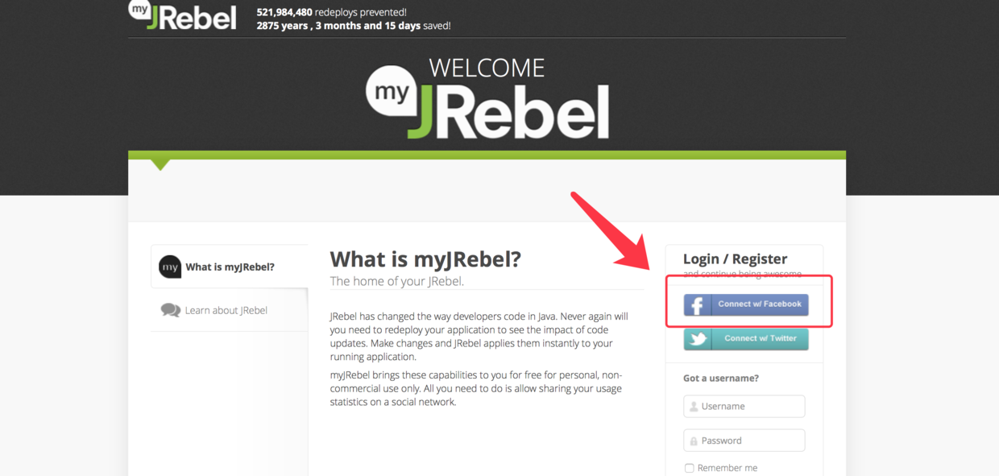 my JRebel
521,984,480 redeploys prevented!
2875 years , 3 months and 15 days saved!
WELCOME
my JRebel
my What is myJRebel?
Learn about JRebel
What is myJRebel?
The home of your JRebel.
JRebel has changed the way developers code in Java. Never again will
you need to redeploy your application to see the impact of code
updates. Make changes and JRebel applies them instantly to your
running application.
myJRebel brings these capabilities to you for free for personal, non-
commercial use only. All you need to do is allow sharing your usage
statistics on a social network.
Login / Register
and continue being awesome
f Connect w/ Facebook
Connect w/ Twitter
Got a username?
Username
Password
Remember me